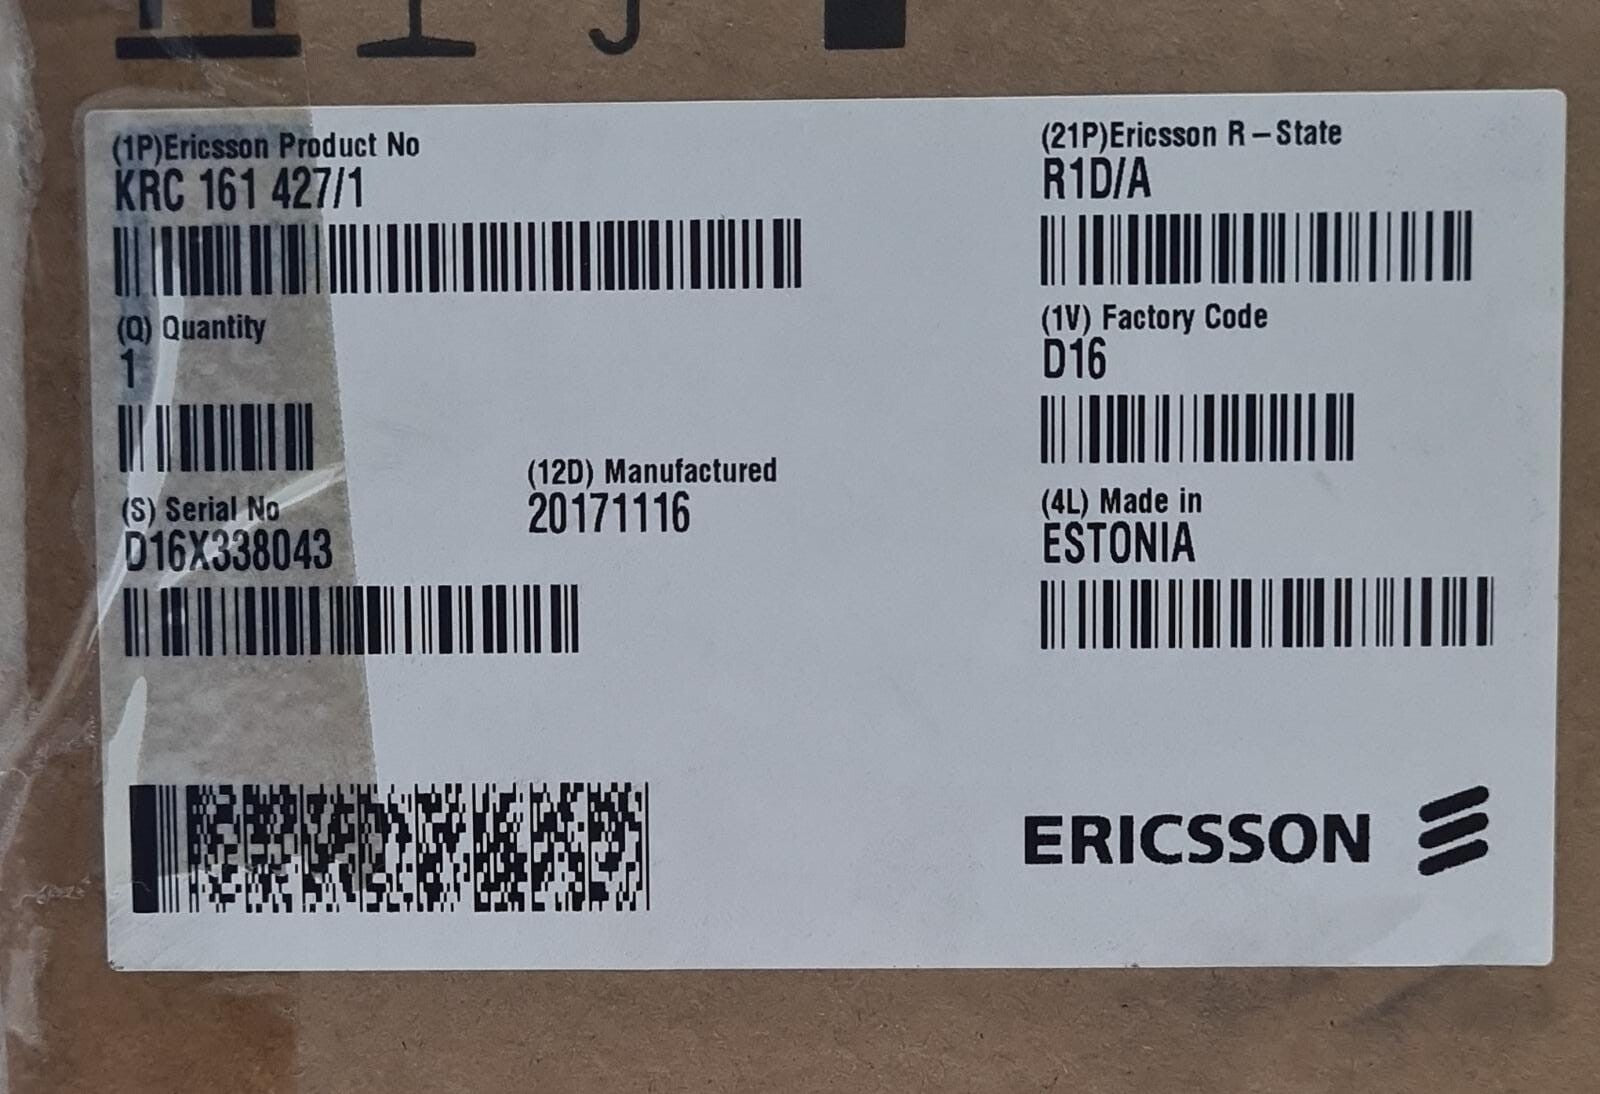 (1P)Ericsson Product No
KRC 161 427/1
(Q) Quantity
1
(S) Serial No
D16X338043
(12D) Manufactured
20171116
(21P)Ericsson R-State
R1D/A
(1V) Factory Code
D16
(4L) Made in
ESTONIA
ERICSSON